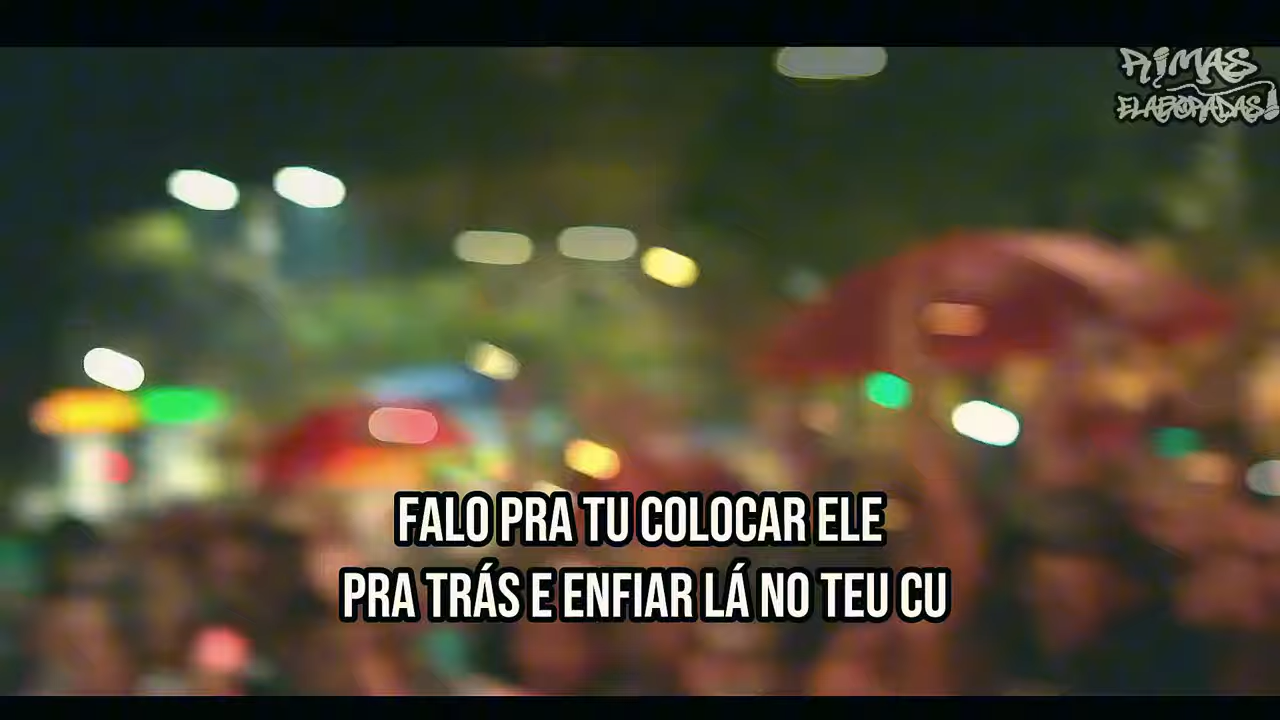 RIMAS
ELABORADAS!
FALO PRA TU COLOCAR ELE
PRA TRÁS E ENFIAR LÁ NO TEU CU